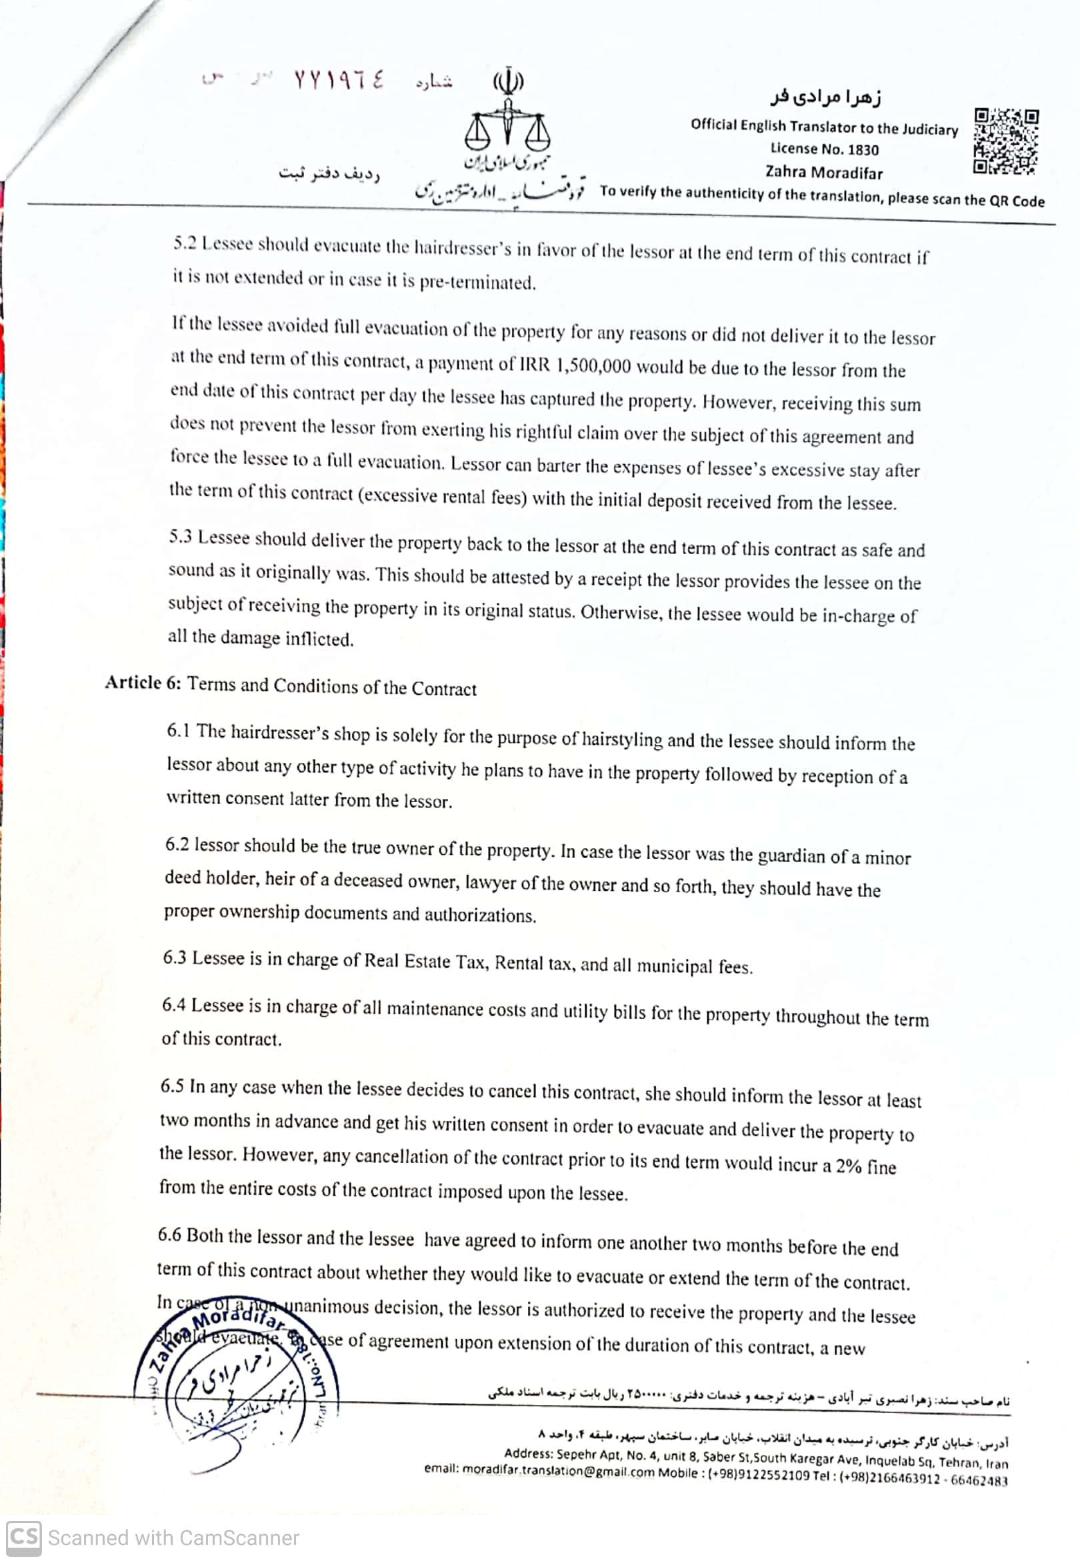 شماره ۷۷۱۹٦٤ س
ردیف دفتر ثبت
جمهوری اسلامی ایران
قوه قضاییه - اداره مترجمین رسمی
زهرا مرادی فر
Official English Translator to the Judiciary
License No. 1830
Zahra Moradifar
To verify the authenticity of the translation, please scan the QR Code
5.2 Lessee should evacuate the hairdresser's in favor of the lessor at the end term of this contract if
it is not extended or in case it is pre-terminated.
If the lessee avoided full evacuation of the property for any reasons or did not deliver it to the lessor
at the end term of this contract, a payment of IRR 1,500,000 would be due to the lessor from the
end date of this contract per day the lessee has captured the property. However, receiving this sum
does not prevent the lessor from exerting his rightful claim over the subject of this agreement and
force the lessee to a full evacuation. Lessor can barter the expenses of lessee's excessive stay after
the term of this contract (excessive rental fees) with the initial deposit received from the lessee.
5.3 Lessee should deliver the property back to the lessor at the end term of this contract as safe and
sound as it originally was. This should be attested by a receipt the lessor provides the lessee on the
subject of receiving the property in its original status. Otherwise, the lessee would be in-charge of
all the damage inflicted.
Article 6: Terms and Conditions of the Contract
6.1 The hairdresser's shop is solely for the purpose of hairstyling and the lessee should inform the
lessor about any other type of activity he plans to have in the property followed by reception of a
written consent latter from the lessor.
6.2 lessor should be the true owner of the property. In case the lessor was the guardian of a minor
deed holder, heir of a deceased owner, lawyer of the owner and so forth, they should have the
proper ownership documents and authorizations.
6.3 Lessee is in charge of Real Estate Tax, Rental tax, and all municipal fees.
6.4 Lessee is in charge of all maintenance costs and utility bills for the property throughout the term
of this contract.
6.5 In any case when the lessee decides to cancel this contract, she should inform the lessor at least
two months in advance and get his written consent in order to evacuate and deliver the property to
the lessor. However, any cancellation of the contract prior to its end term would incur a 2% fine
from the entire costs of the contract imposed upon the lessee.
6.6 Both the lessor and the lessee have agreed to inform one another two months before the end
term of this contract about whether they would like to evacuate or extend the term of the contract.
In case of a non-unanimous decision, the lessor is authorized to receive the property and the lessee
should evacuate. In case of agreement upon extension of the duration of this contract, a new
Zahra Moradifar LNo.:1830
زهرا مرادی فر
نام صاحب سند: زهرا نصیری تبر آبادی - هزینه ترجمه و خدمات دفتری: ۲۵۰۰۰۰۰ ریال بابت ترجمه اسناد ملکی
آدرس: خیابان کارگر جنوبی، نرسیده به میدان انقلاب، خیابان صابر، ساختمان سپهر، طبقه ۴، واحد ۸
Address: Sepehr Apt, No. 4, unit 8, Saber St,South Karegar Ave, Inquelab Sq, Tehran, Iran
email: moradifar.translation@gmail.com Mobile : (+98)9122552109 Tel : (+98)2166463912 - 66462483
CS Scanned with CamScanner